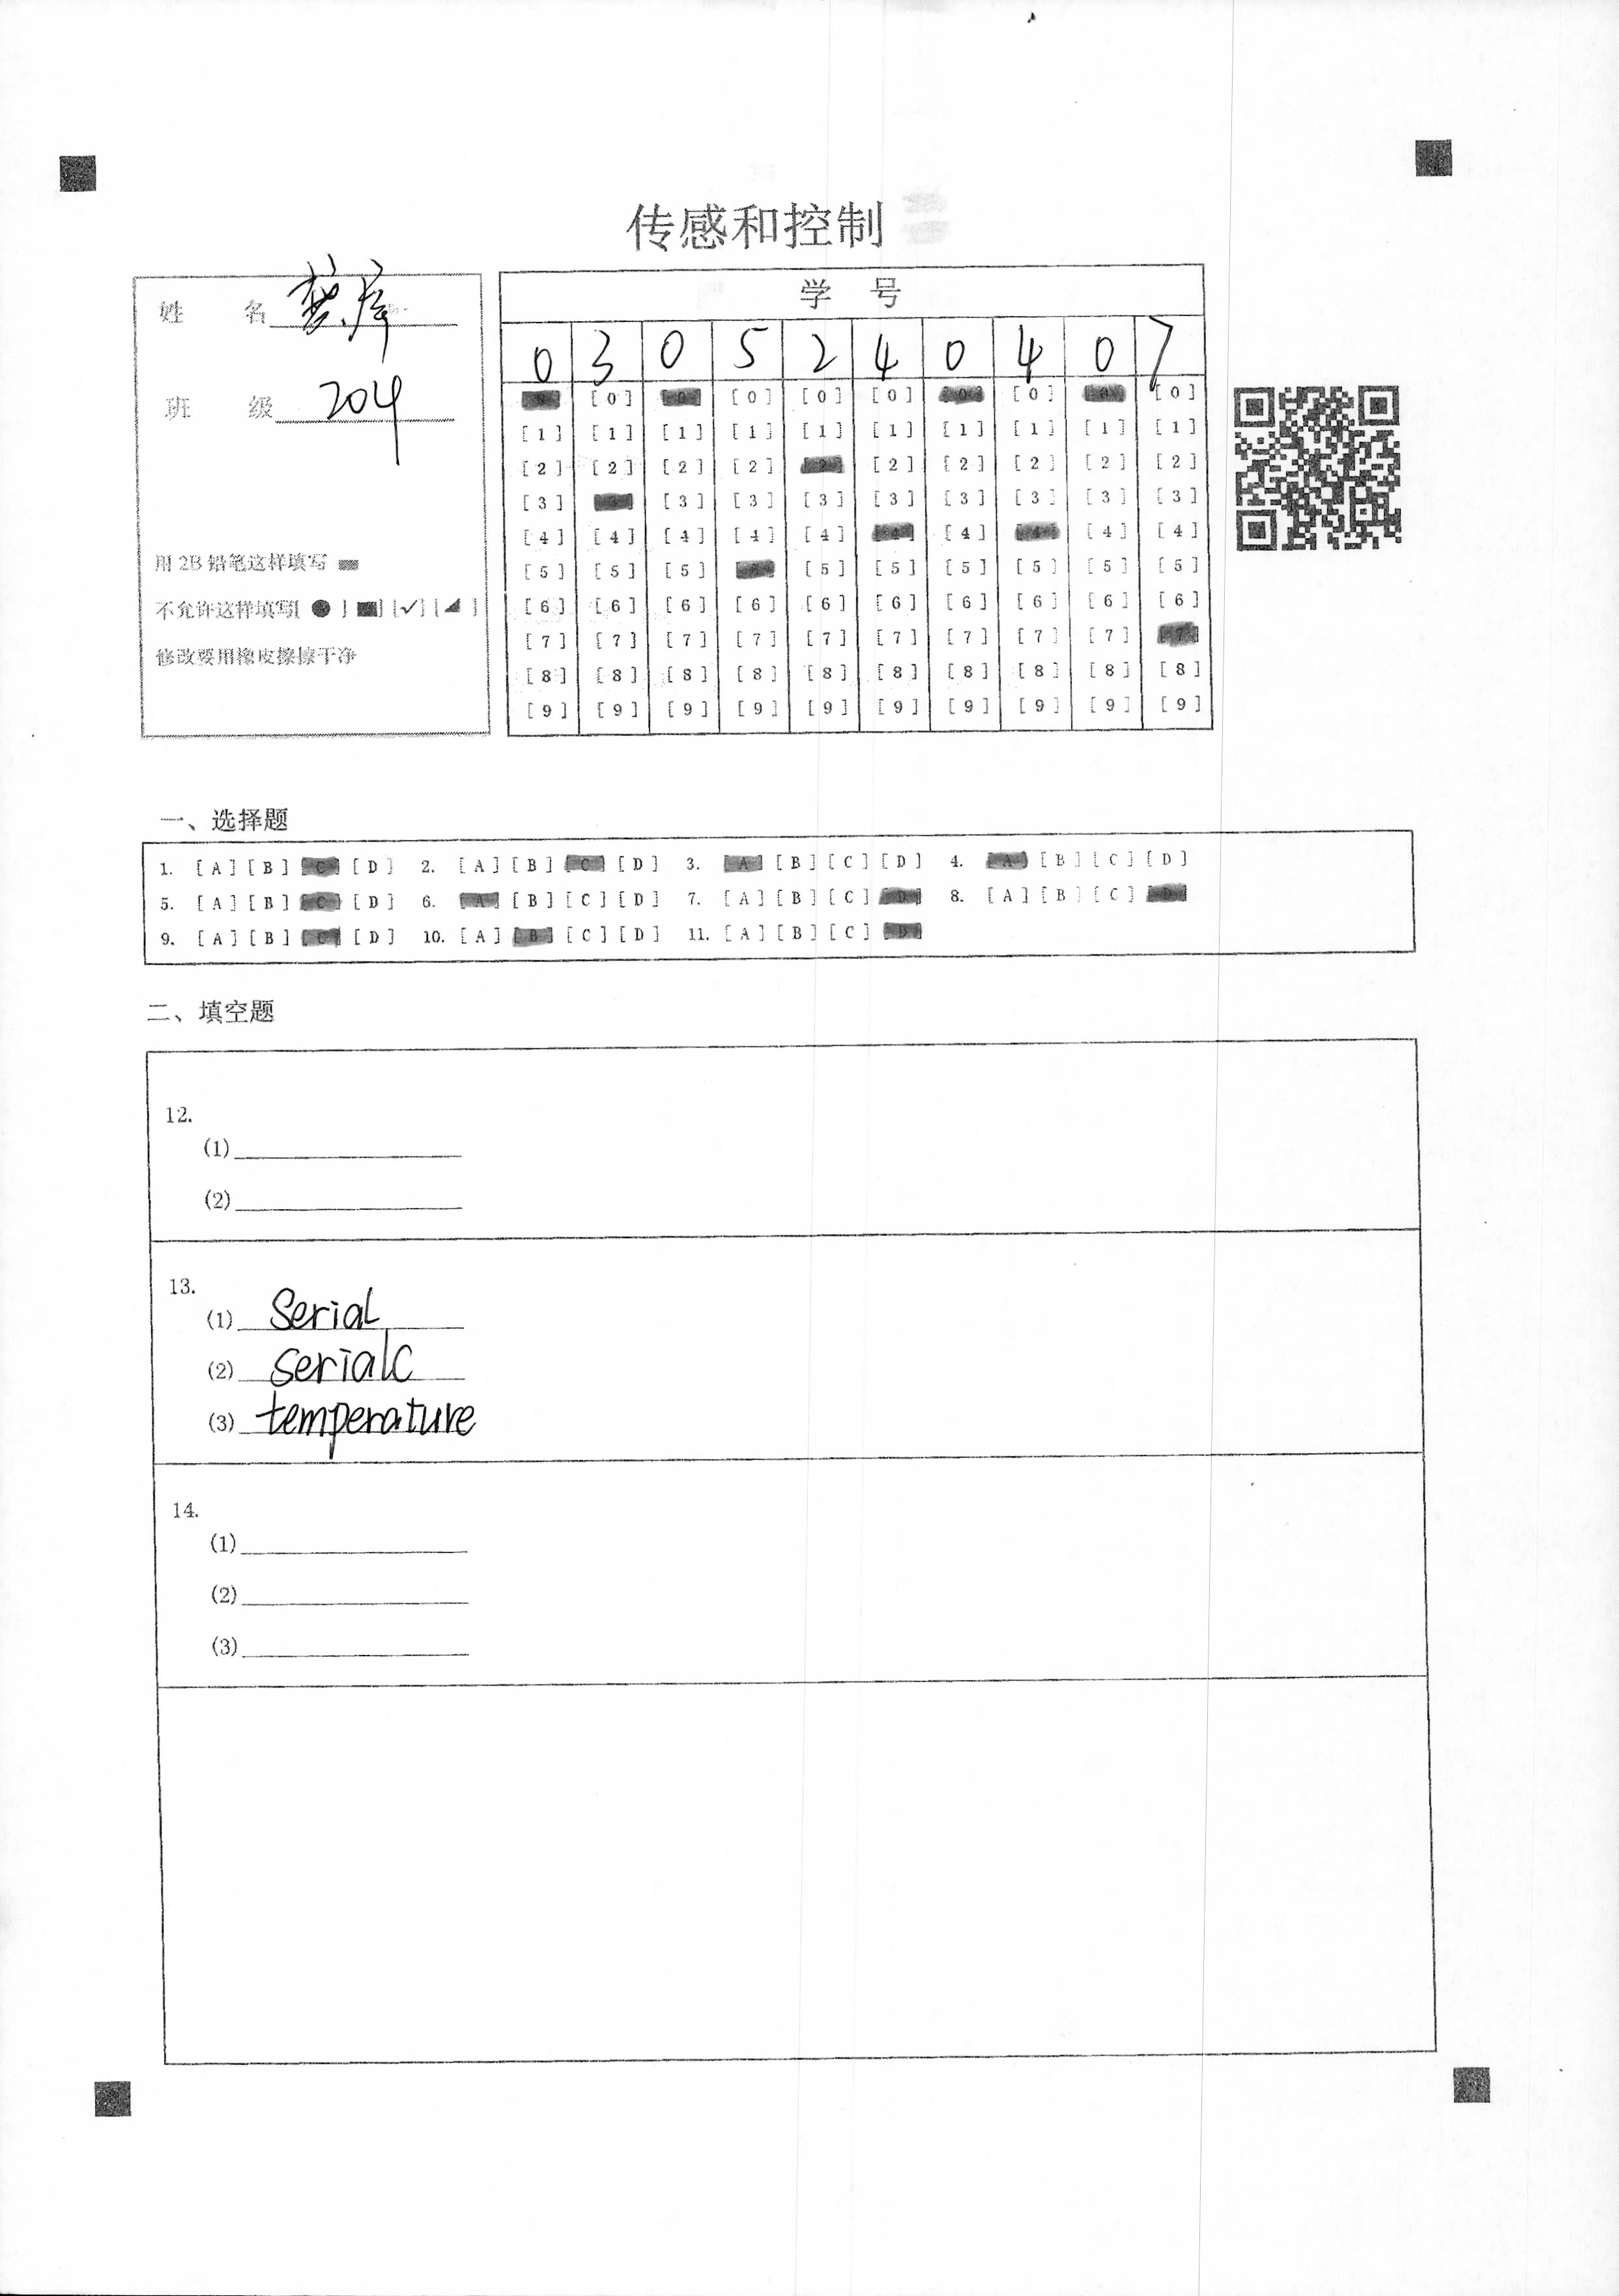 传感和控制
姓 名
班 级 204
用 2B 铅笔这样填写
不允许这样填写[ ● ] [■] [✓] [◢ ]
修改要用橡皮擦擦干净
学 号
0 3 0 5 2 4 0 4 0 7
[0] [0] [0] [0] [0] [0] [0] [0] [0] [0]
[1] [1] [1] [1] [1] [1] [1] [1] [1] [1]
[2] [2] [2] [2] [2] [2] [2] [2] [2] [2]
[3] [3] [3] [3] [3] [3] [3] [3] [3] [3]
[4] [4] [4] [4] [4] [4] [4] [4] [4] [4]
[5] [5] [5] [5] [5] [5] [5] [5] [5] [5]
[6] [6] [6] [6] [6] [6] [6] [6] [6] [6]
[7] [7] [7] [7] [7] [7] [7] [7] [7] [7]
[8] [8] [8] [8] [8] [8] [8] [8] [8] [8]
[9] [9] [9] [9] [9] [9] [9] [9] [9] [9]
一、选择题
1. [A] [B] [C] [D] 2. [A] [B] [C] [D] 3. [A] [B] [C] [D] 4. [A] [B] [C] [D]
5. [A] [B] [C] [D] 6. [A] [B] [C] [D] 7. [A] [B] [C] [D] 8. [A] [B] [C] [D]
9. [A] [B] [C] [D] 10. [A] [B] [C] [D] 11. [A] [B] [C] [D]
二、填空题
12.
(1)
(2)
13.
(1) Serial
(2) serialC
(3) temperature
14.
(1)
(2)
(3)